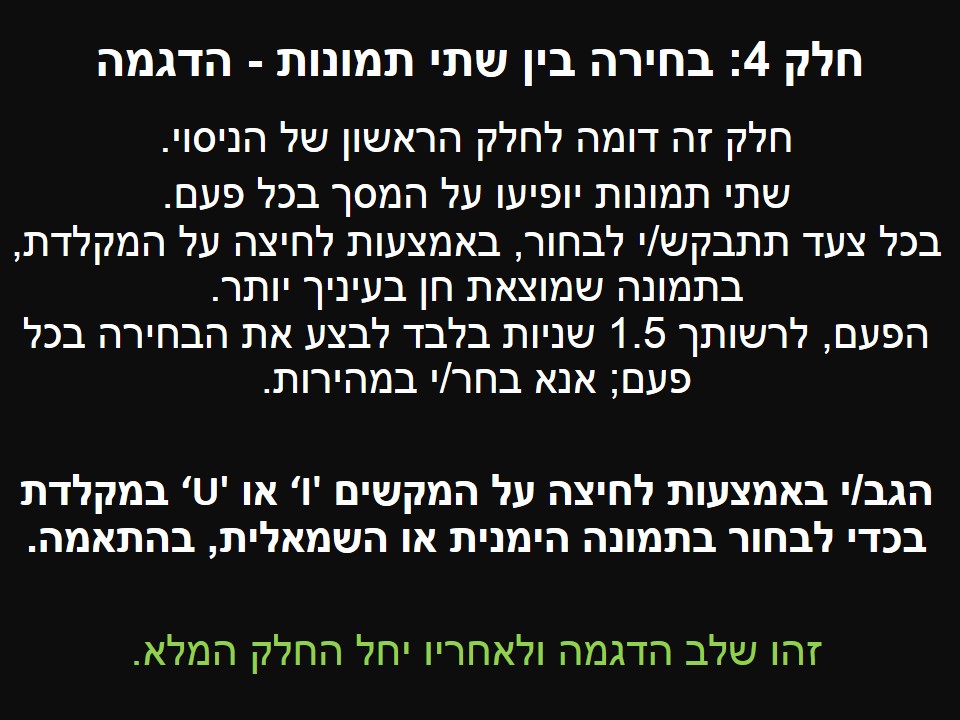 חלק 4: בחירה בין שתי תמונות - הדגמה
חלק זה דומה לחלק הראשון של הניסוי.
שתי תמונות יופיעו על המסך בכל פעם.
בכל צעד תתבקש/י לבחור, באמצעות לחיצה על המקלדת,
בתמונה שמוצאת חן בעיניך יותר.
הפעם, לרשותך 1.5 שניות בלבד לבצע את הבחירה בכל
פעם; אנא בחר/י במהירות.
הגב/י באמצעות לחיצה על המקשים 'I‘ או 'U‘ במקלדת
בכדי לבחור בתמונה הימנית או השמאלית, בהתאמה.
זהו שלב הדגמה ולאחריו יחל החלק המלא.